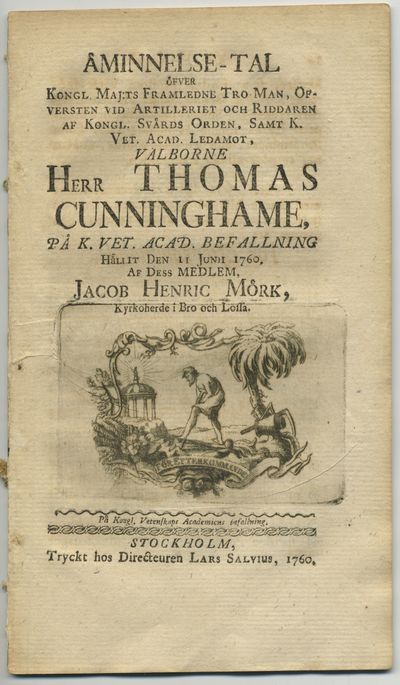 ÅMINNELSE-TAL
ÖFVER
KONGL. MAJ:TS FRAMLEDNE TRO MAN, ÖF-
VERSTEN VID ARTILLERIET OCH RIDDAREN
AF KONGL. SVÄRDS ORDEN, SAMT K.
VET. ACAD. LEDAMOT,
VÄLBORNE
HERR THOMAS
CUNNINGHAME,
PÅ K. VET. ACAD. BEFALLNING
HÅLLIT DEN 11 JUNII 1760,
AF DESS MEDLEM,
JACOB HENRIC MÖRK,
Kyrkoherde i Bro och Loſſa.
FÖR EFTERKOMMANDE
På Kongl. Vetenſkaps Academiens befallning.
STOCKHOLM,
Tryckt hos Directeuren LARS SALVIUS, 1760.